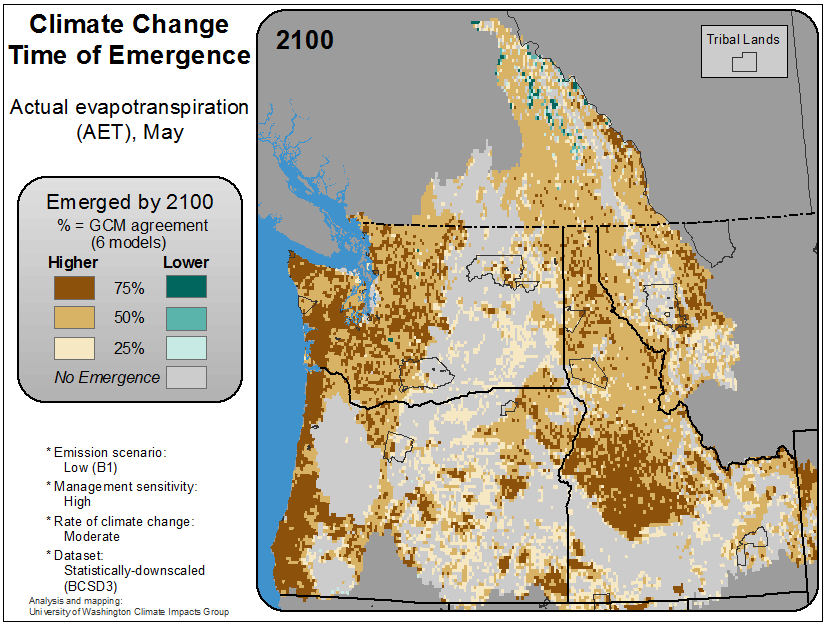 Climate Change
Time of Emergence
Actual evapotranspiration
(AET), May
Emerged by 2100
% = GCM agreement
(6 models)
Higher Lower
75%
50%
25%
No Emergence
* Emission scenario:
Low (B1)
* Management sensitivity:
High
* Rate of climate change:
Moderate
* Dataset:
Statistically-downscaled
(BCSD3)
Analysis and mapping:
University of Washington Climate Impacts Group
2100
Tribal Lands